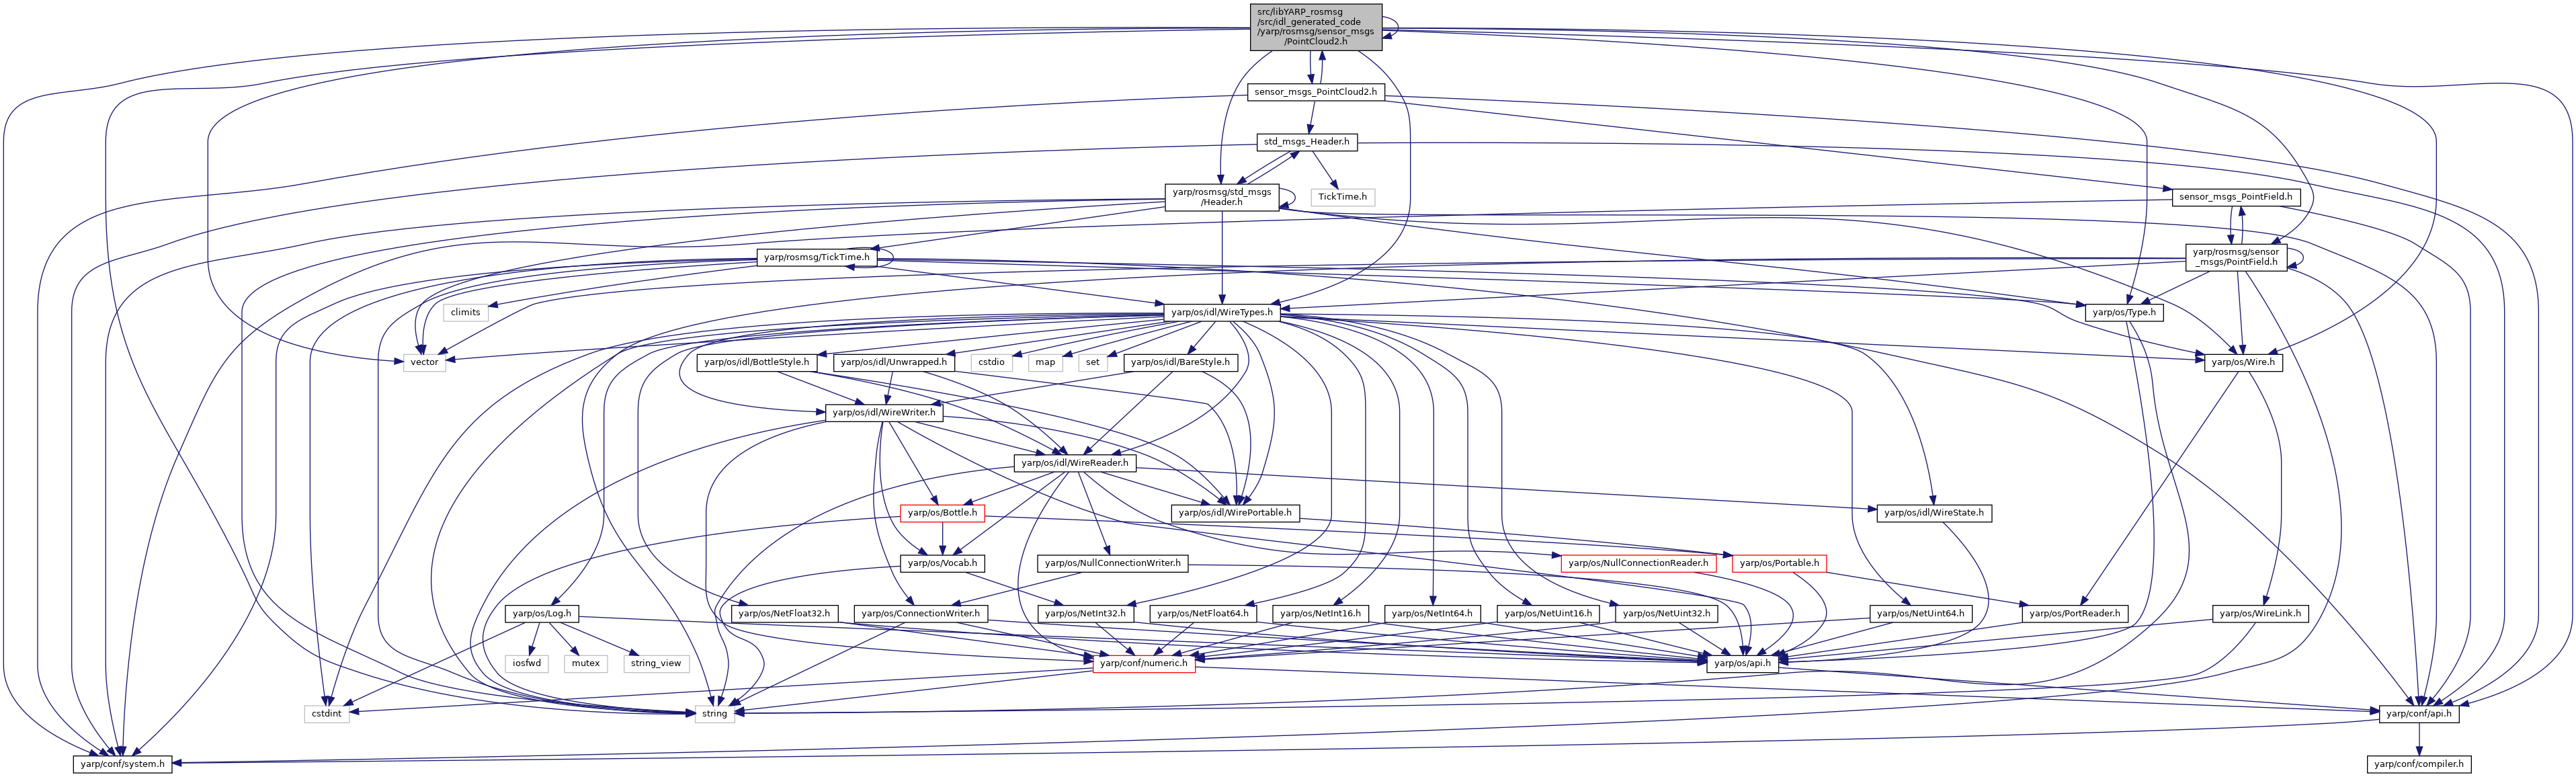 src/libYARP_rosmsg
/src/idl_generated_code
/yarp/rosmsg/sensor_msgs
/PointCloud2.h
sensor_msgs_PointCloud2.h
std_msgs_Header.h
yarp/rosmsg/std_msgs
/Header.h
TickTime.h
sensor_msgs_PointField.h
yarp/rosmsg/TickTime.h
yarp/rosmsg/sensor
_msgs/PointField.h
climits
yarp/os/idl/WireTypes.h
yarp/os/Type.h
vector
yarp/os/idl/BottleStyle.h
yarp/os/idl/Unwrapped.h
cstdio
map
set
yarp/os/idl/BareStyle.h
yarp/os/Wire.h
yarp/os/idl/WireWriter.h
yarp/os/idl/WireReader.h
yarp/os/Bottle.h
yarp/os/idl/WirePortable.h
yarp/os/idl/WireState.h
yarp/os/Vocab.h
yarp/os/NullConnectionWriter.h
yarp/os/NullConnectionReader.h
yarp/os/Portable.h
yarp/os/Log.h
yarp/os/NetFloat32.h
yarp/os/ConnectionWriter.h
yarp/os/NetInt32.h
yarp/os/NetFloat64.h
yarp/os/NetInt16.h
yarp/os/NetInt64.h
yarp/os/NetUint16.h
yarp/os/NetUint32.h
yarp/os/NetUint64.h
yarp/os/PortReader.h
yarp/os/WireLink.h
iosfwd
mutex
string_view
yarp/conf/numeric.h
yarp/os/api.h
cstdint
string
yarp/conf/api.h
yarp/conf/system.h
yarp/conf/compiler.h